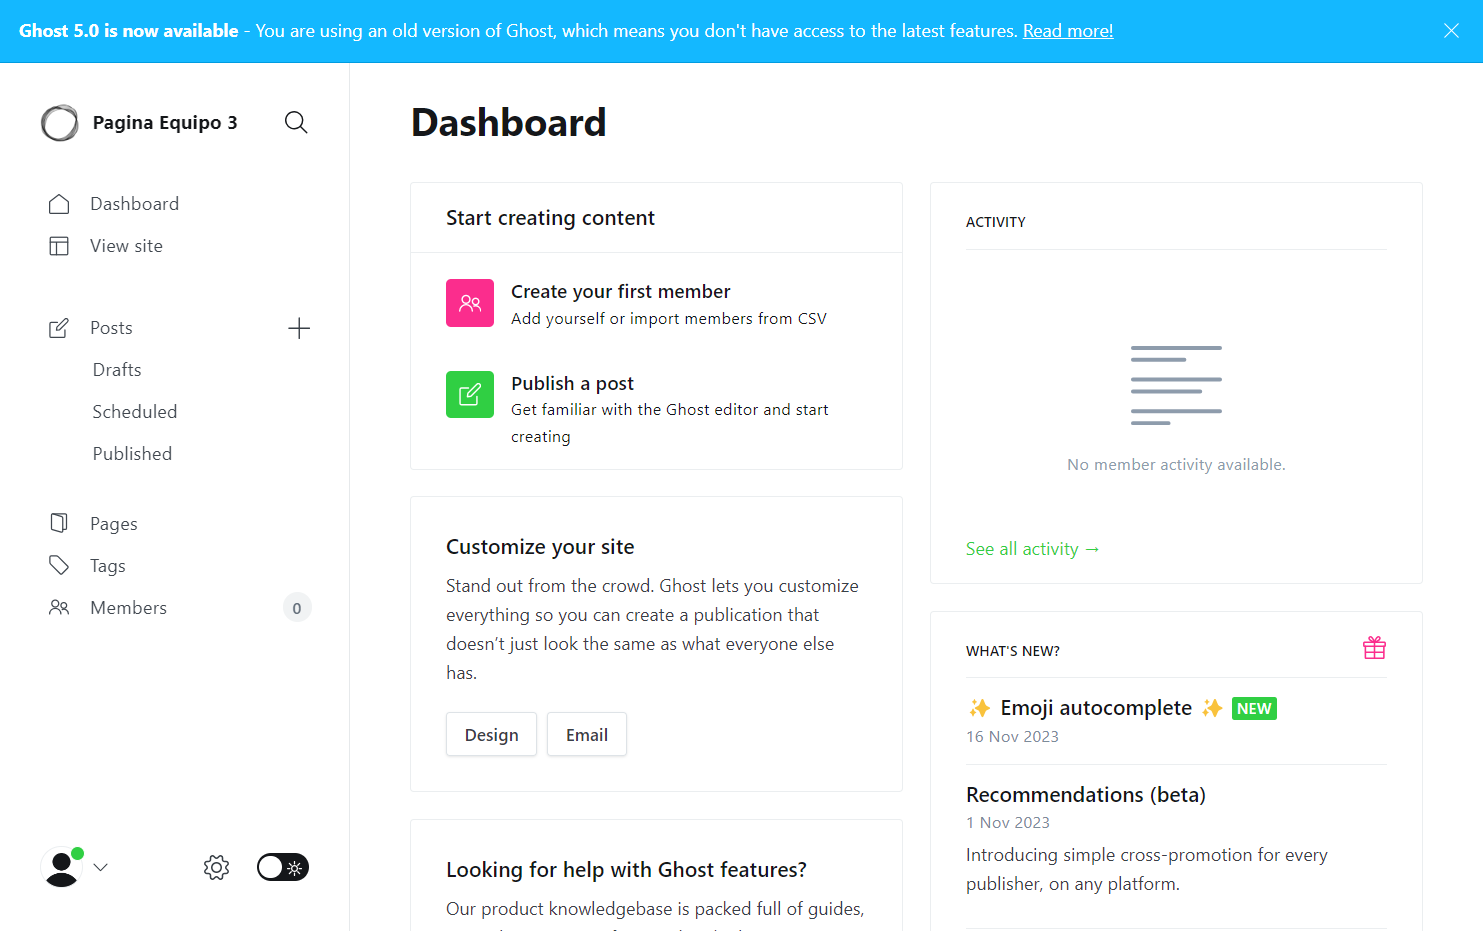 Ghost 5.0 is now available - You are using an old version of Ghost, which means you don't have access to the latest features. Read more!
Pagina Equipo 3
Dashboard
View site
Posts
Drafts
Scheduled
Published
Pages
Tags
Members
0
Dashboard
Start creating content
Create your first member
Add yourself or import members from CSV
Publish a post
Get familiar with the Ghost editor and start
creating
Customize your site
Stand out from the crowd. Ghost lets you customize
everything so you can create a publication that
doesn’t just look the same as what everyone else
has.
Design
Email
Looking for help with Ghost features?
Our product knowledgebase is packed full of guides,
ACTIVITY
No member activity available.
See all activity →
WHAT'S NEW?
✨ Emoji autocomplete ✨ NEW
16 Nov 2023
Recommendations (beta)
1 Nov 2023
Introducing simple cross-promotion for every
publisher, on any platform.